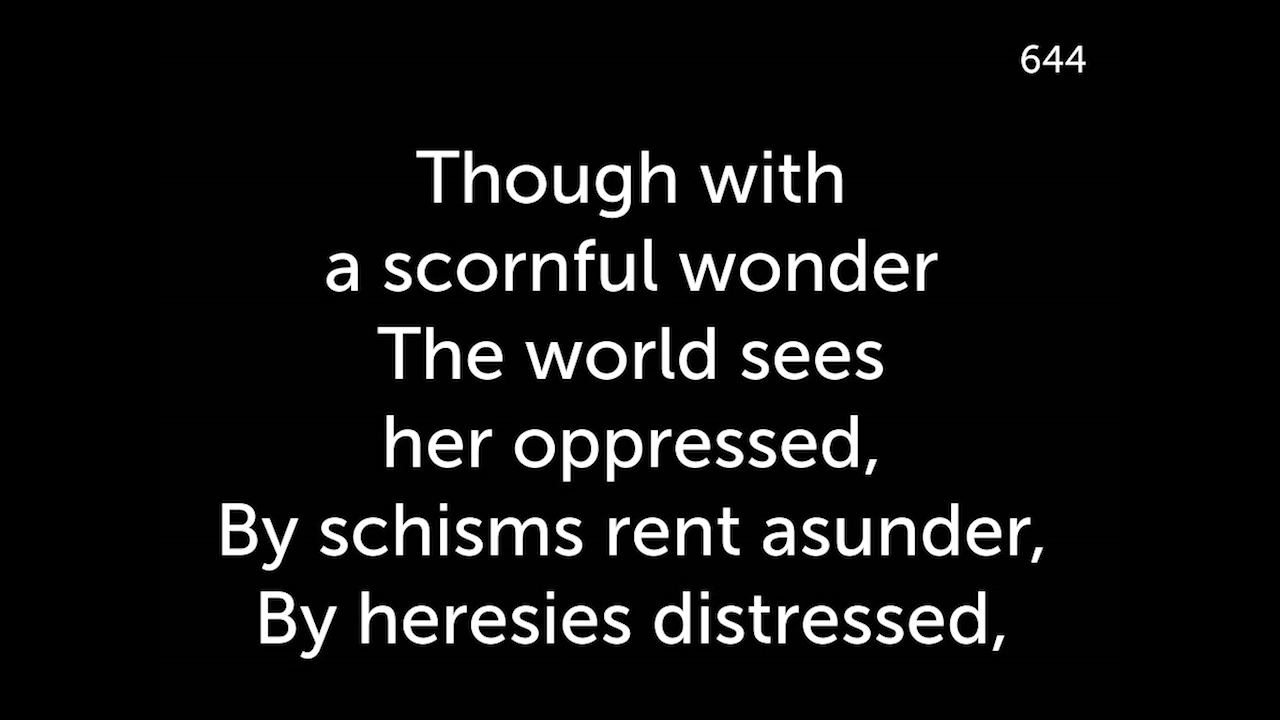 644
Though with
a scornful wonder
The world sees
her oppressed,
By schisms rent asunder,
By heresies distressed,